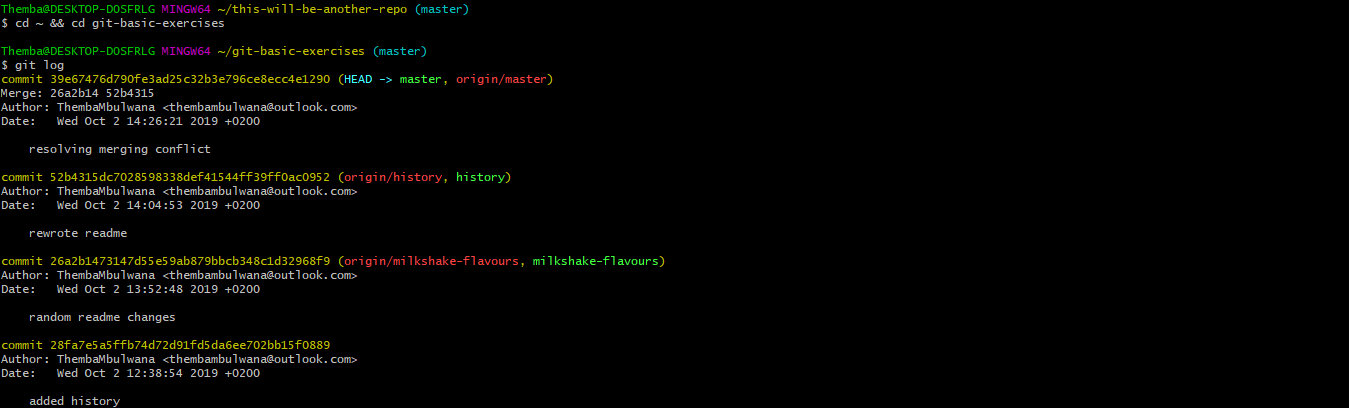 Themba@DESKTOP-DOSFRLG MINGW64 ~/this-will-be-another-repo (master)
$ cd ~ && cd git-basic-exercises
Themba@DESKTOP-DOSFRLG MINGW64 ~/git-basic-exercises (master)
$ git log
commit 39e67476d790fe3ad25c32b3e796ce8ecc4e1290 (HEAD -> master, origin/master)
Merge: 26a2b14 52b4315
Author: ThembaMbulwana <thembambulwana@outlook.com>
Date:   Wed Oct 2 14:26:21 2019 +0200
resolving merging conflict
commit 52b4315dc7028598338def41544ff39ff0ac0952 (origin/history, history)
Author: ThembaMbulwana <thembambulwana@outlook.com>
Date:   Wed Oct 2 14:04:53 2019 +0200
rewrote readme
commit 26a2b1473147d55e59ab879bbcb348c1d32968f9 (origin/milkshake-flavours, milkshake-flavours)
Author: ThembaMbulwana <thembambulwana@outlook.com>
Date:   Wed Oct 2 13:52:48 2019 +0200
random readme changes
commit 28fa7e5a5ffb74d72d91fd5da6ee702bb15f0889
Author: ThembaMbulwana <thembambulwana@outlook.com>
Date:   Wed Oct 2 12:38:54 2019 +0200
added history